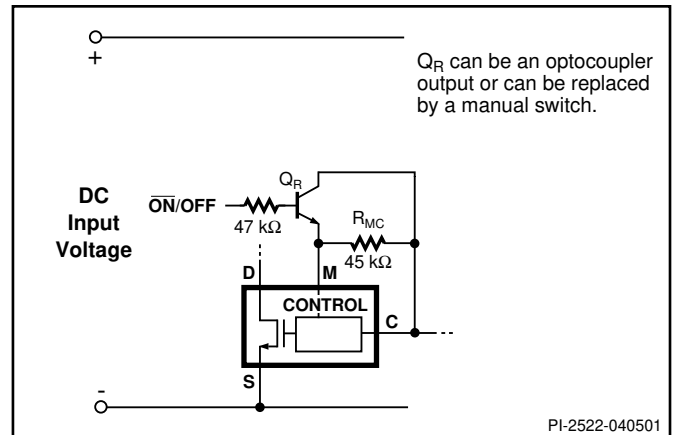 +
Q_R can be an optocoupler
output or can be replaced
by a manual switch.
Q_R
DC
Input
Voltage
ON/OFF
47 kΩ
R_MC
45 kΩ
D
M
CONTROL
C
S
-
PI-2522-040501